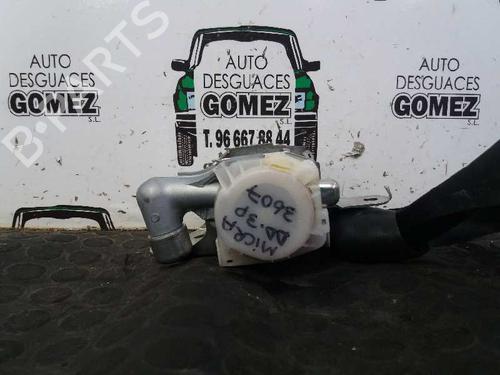 AUTO
DESGUACES
GOMEZ
S.L.
AUTO
DESGUACES
GOMEZ
S.L.
T. 96 667 88 44
AUTO
DESGUACES
GOMEZ
S.L.
B-PARTS
MICRA
DD. 3P
3607